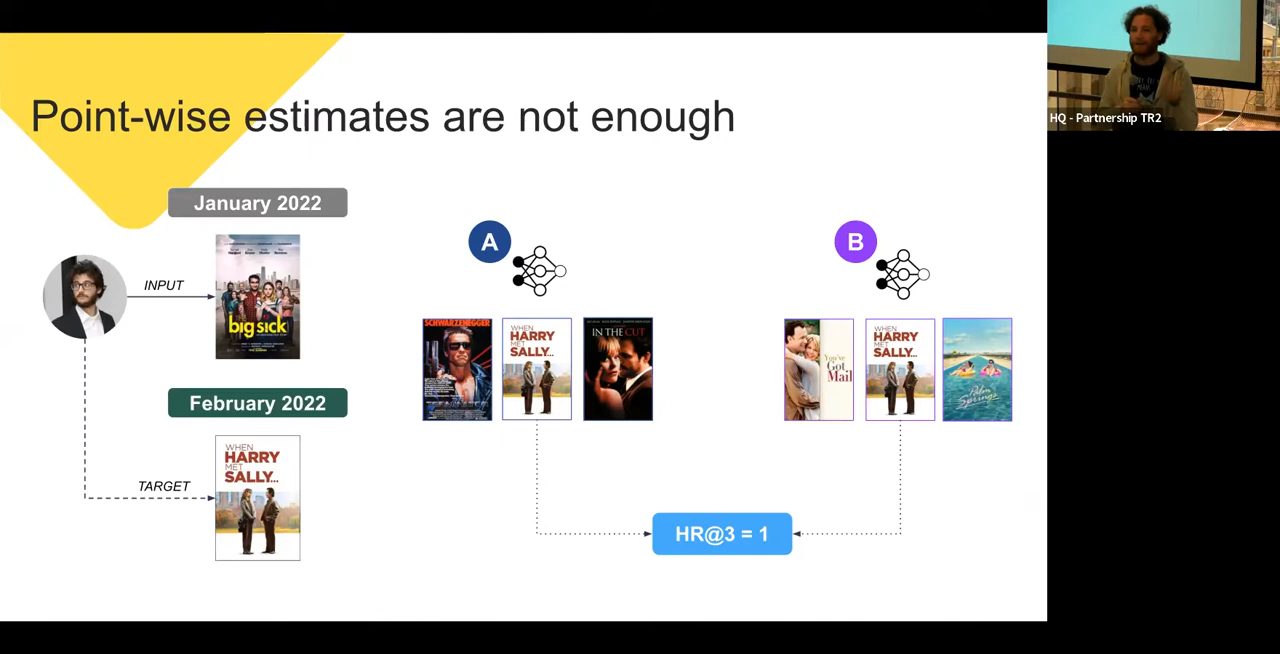 Point-wise estimates are not enough
HQ - Partnership TR2
January 2022
INPUT
big sick
February 2022
TARGET
WHEN
HARRY
MET
SALLY...
A
SCHWARZENEGGER
WHEN
HARRY
MET
SALLY...
IN THE CUT
B
You've
Got
Mail
WHEN
HARRY
MET
SALLY...
Palm
Springs
HR@3 = 1